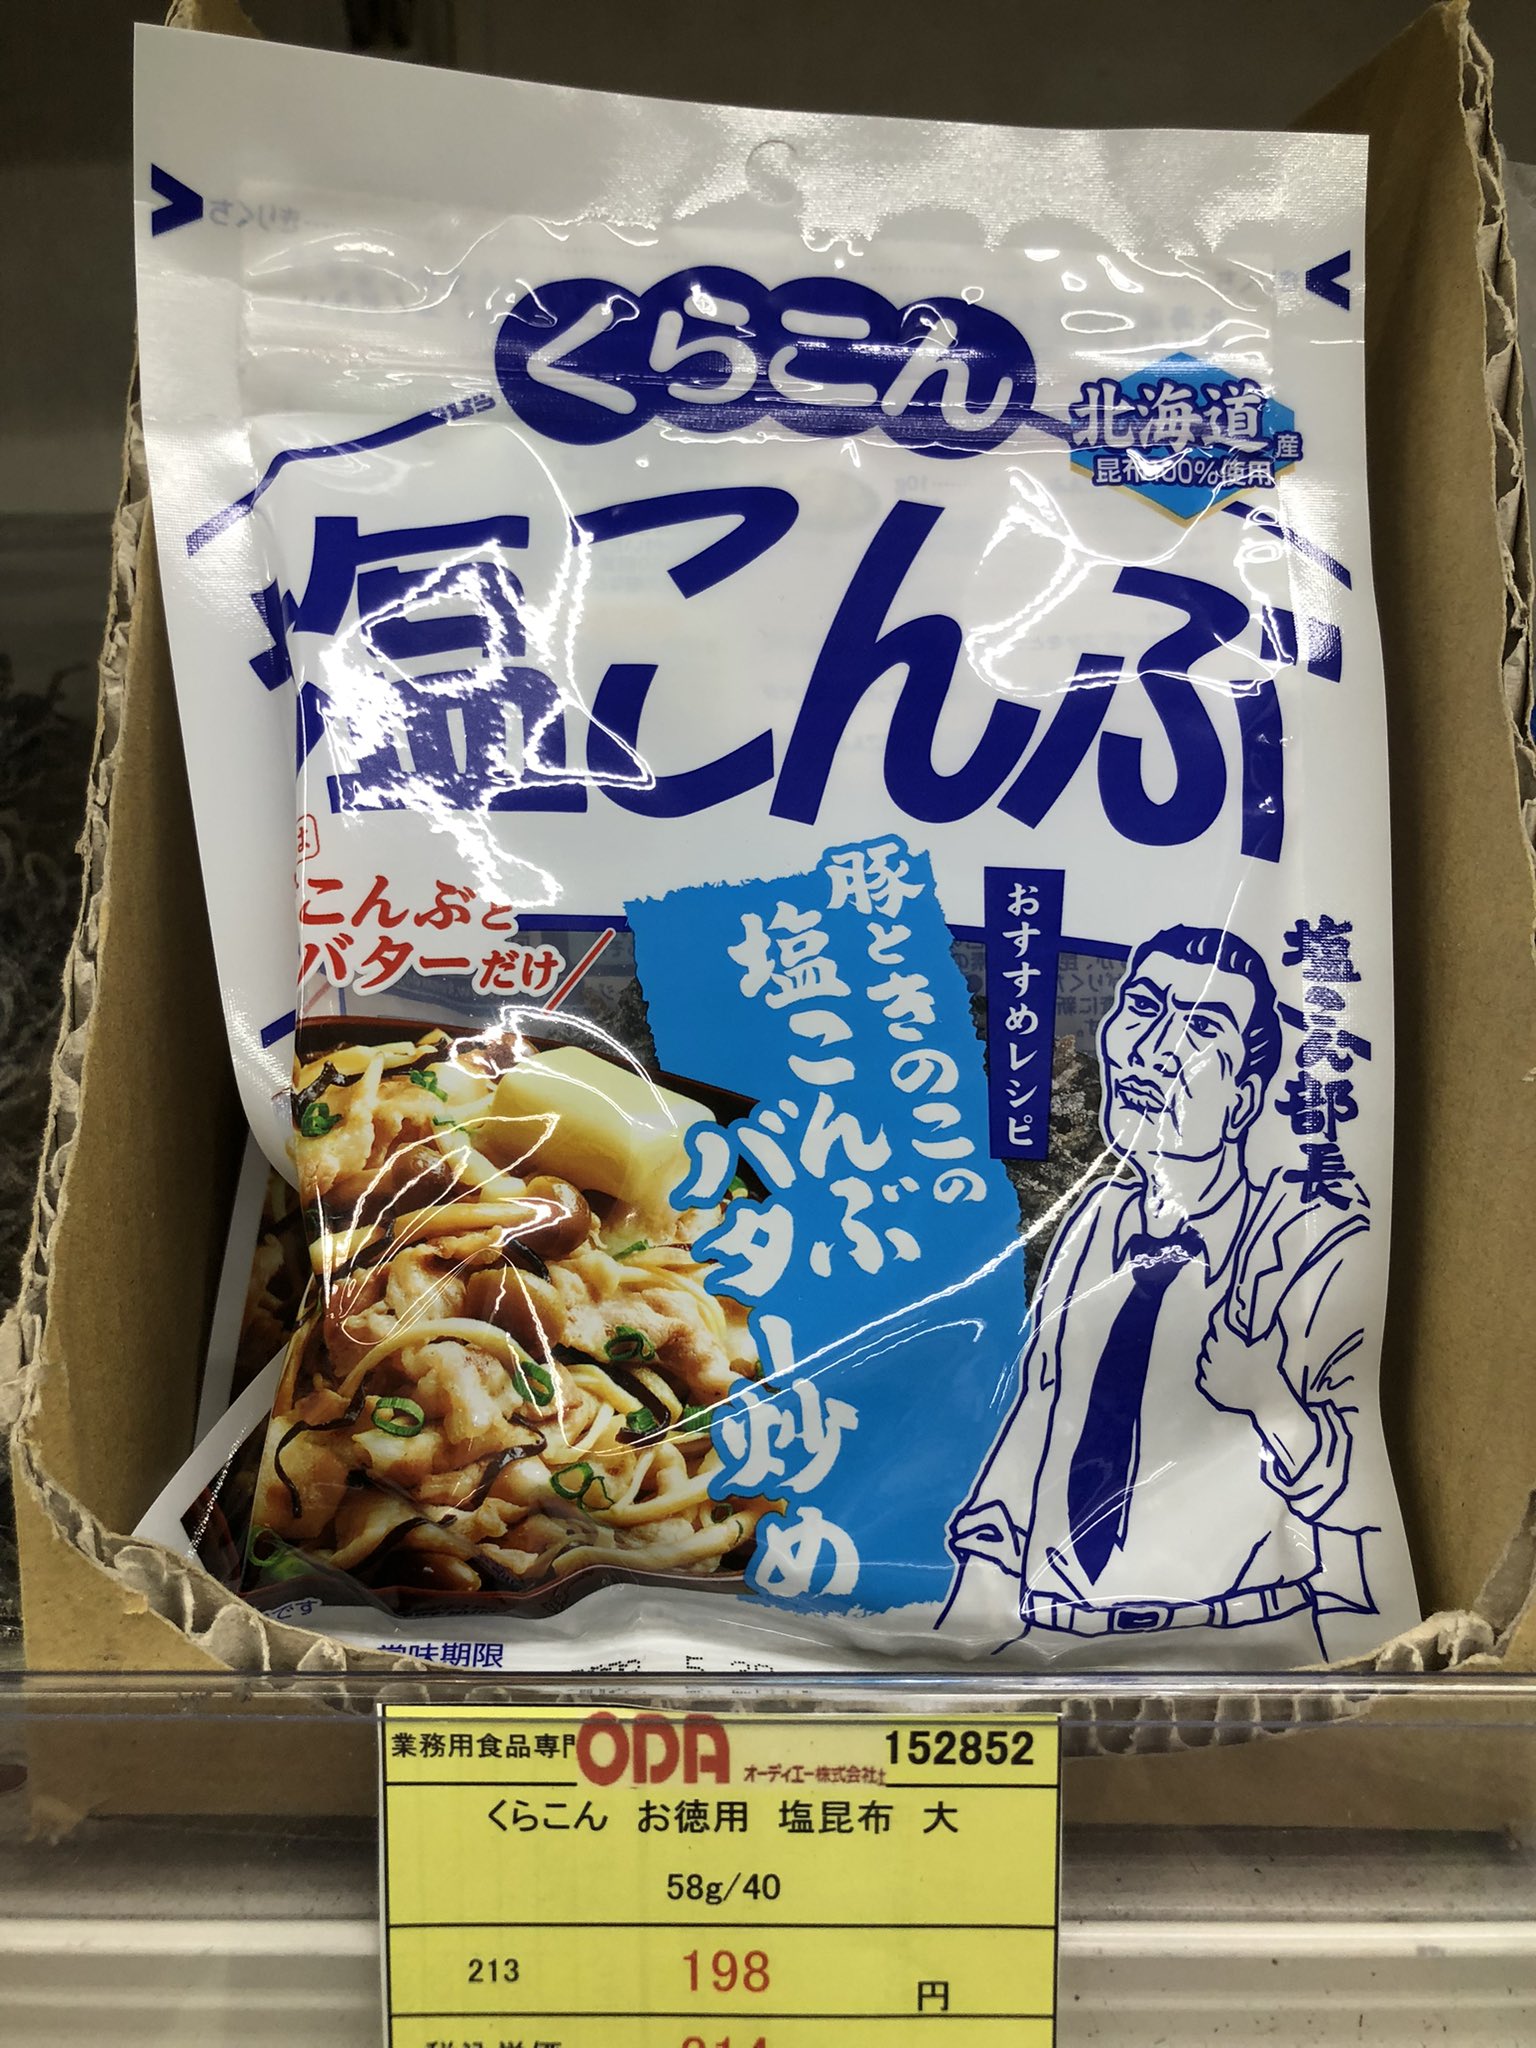 くらこん
北海道産
昆布100%使用
塩こんぶ
こんぶと
バターだけ
豚ときのこの
塩こんぶ
バター炒め
おすすめレシピ
塩こん部長
です
賞味期限
業務用食品専門 ODA オーディエー株式会社 152852
くらこん お徳用 塩昆布 大
58g/40
213 198 円